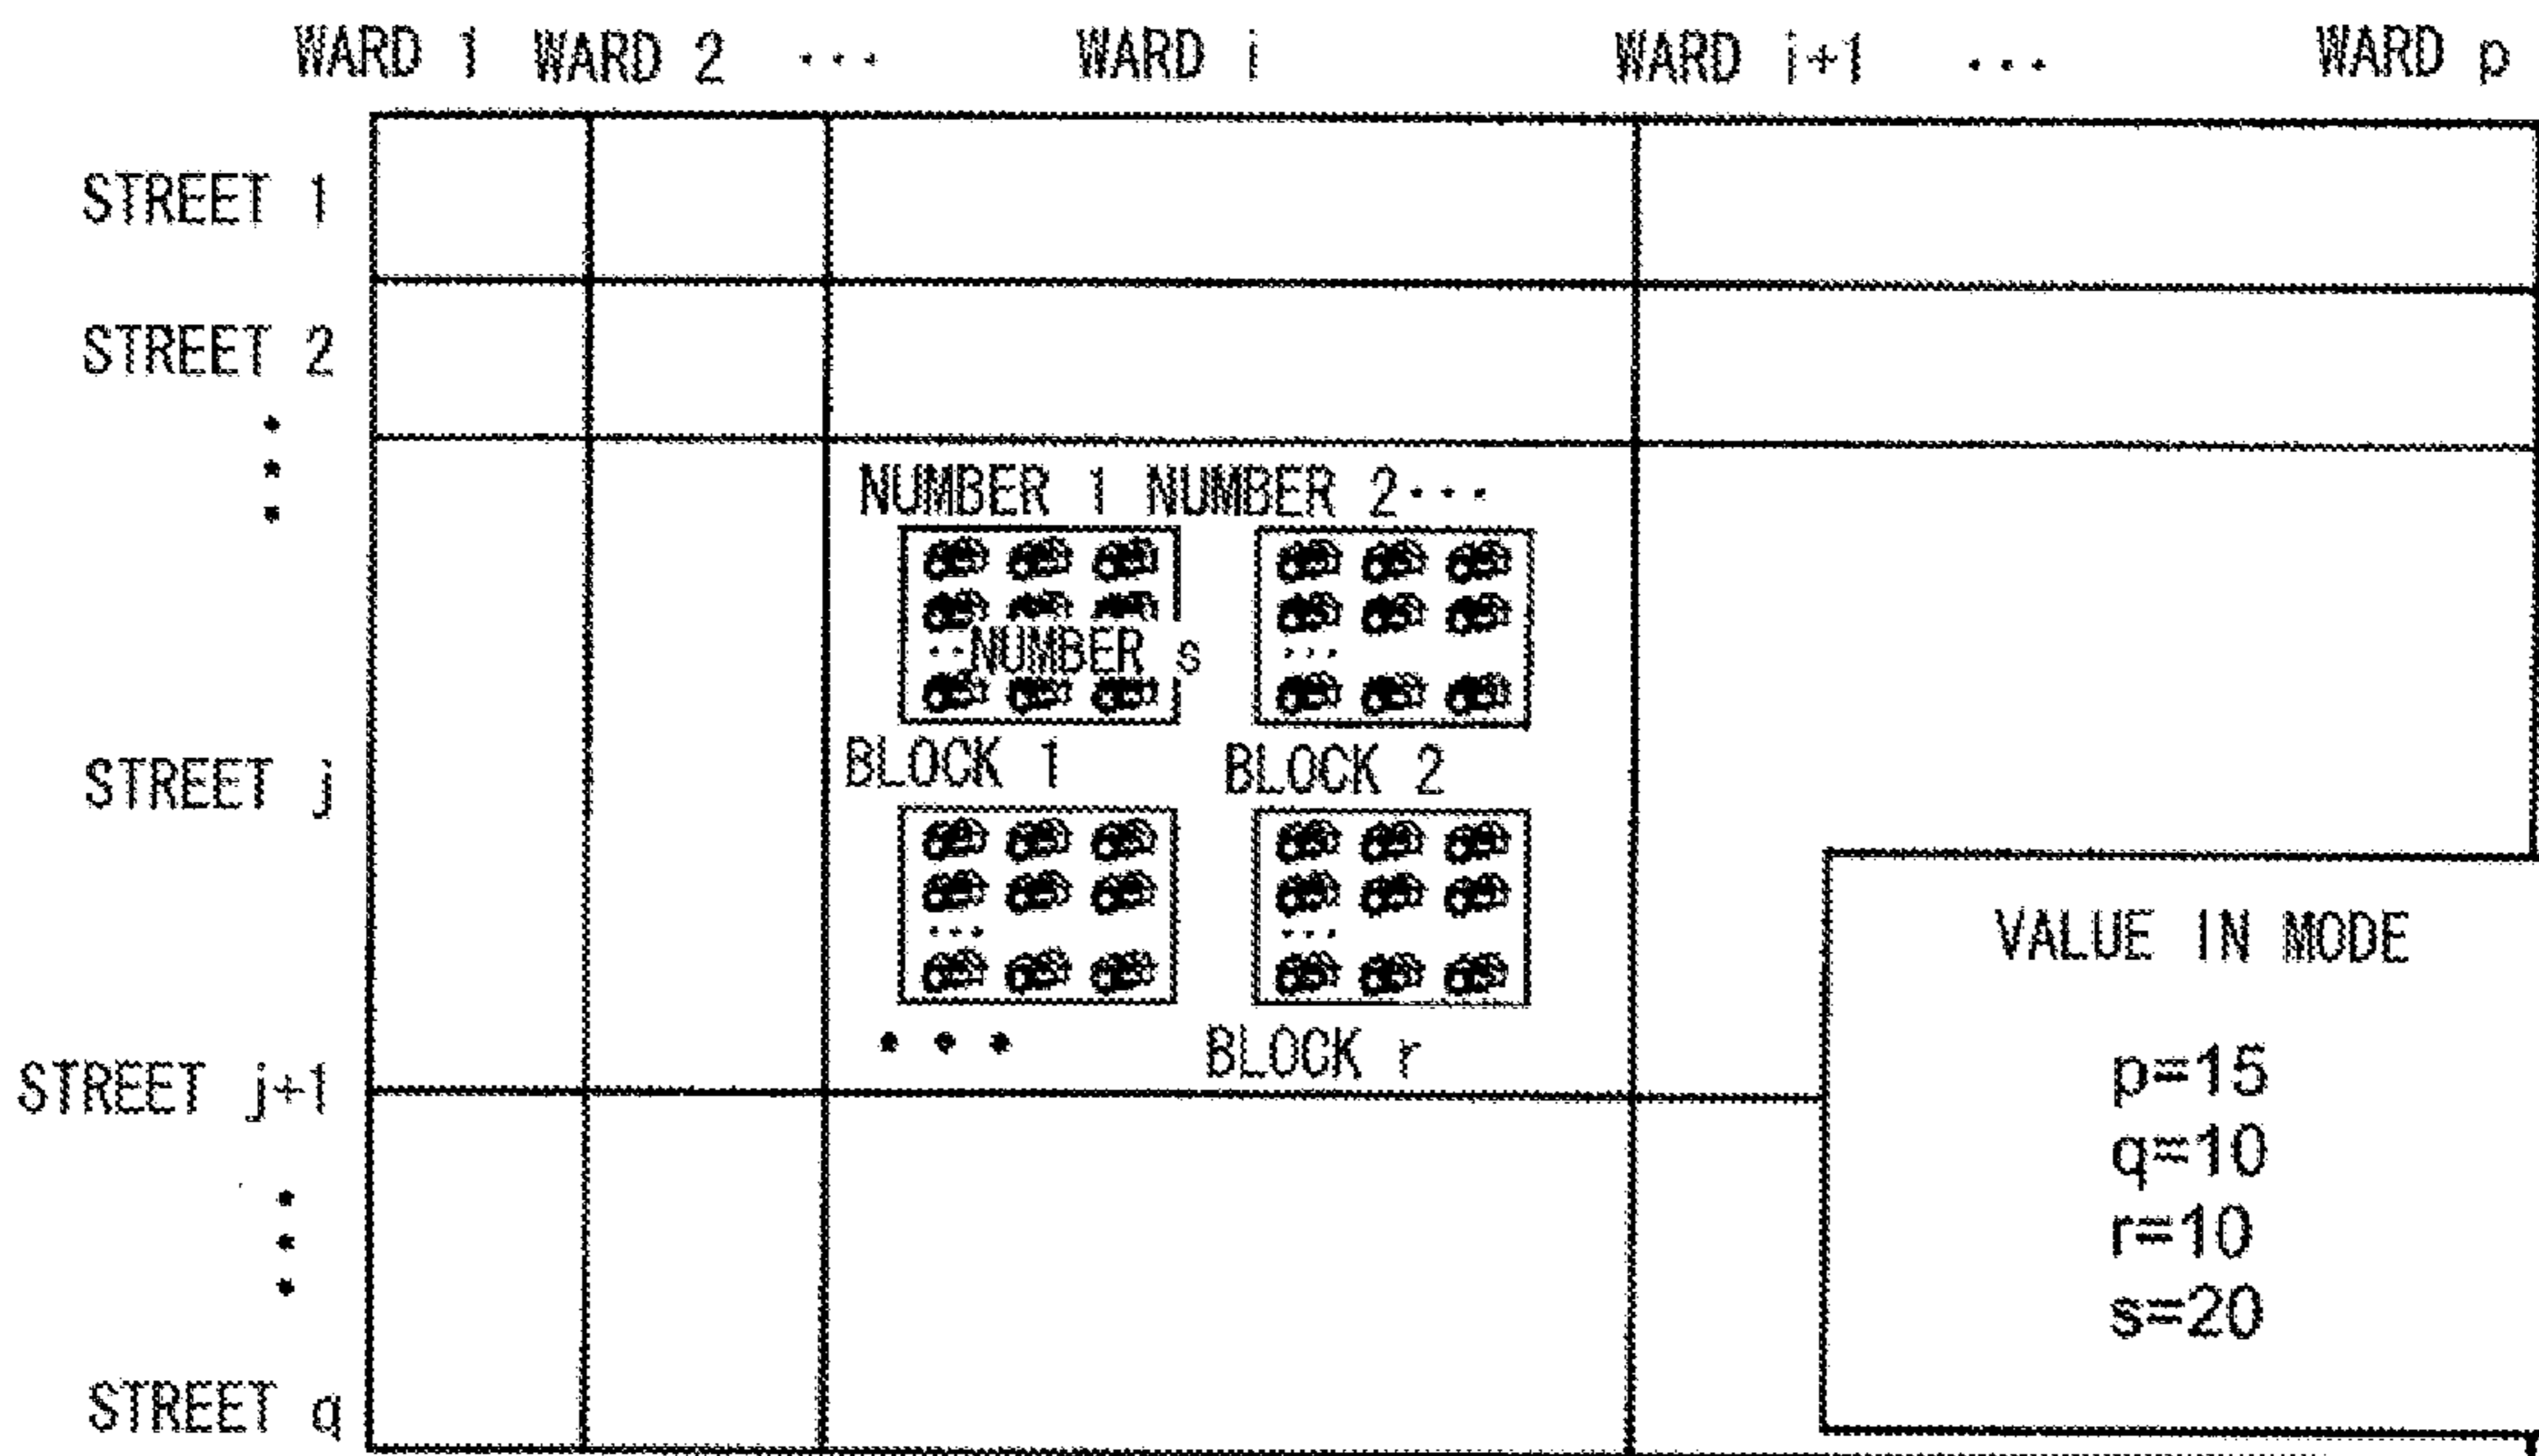 WARD 1 WARD 2 ... WARD i WARD i+1 ... WARD p
STREET 1
STREET 2
NUMBER 1 NUMBER 2...
..NUMBER s ...
BLOCK 1 BLOCK 2
STREET j
... ...
VALUE IN MODE
... BLOCK r
STREET j+1
p=15
q=10
r=10
s=20
STREET q